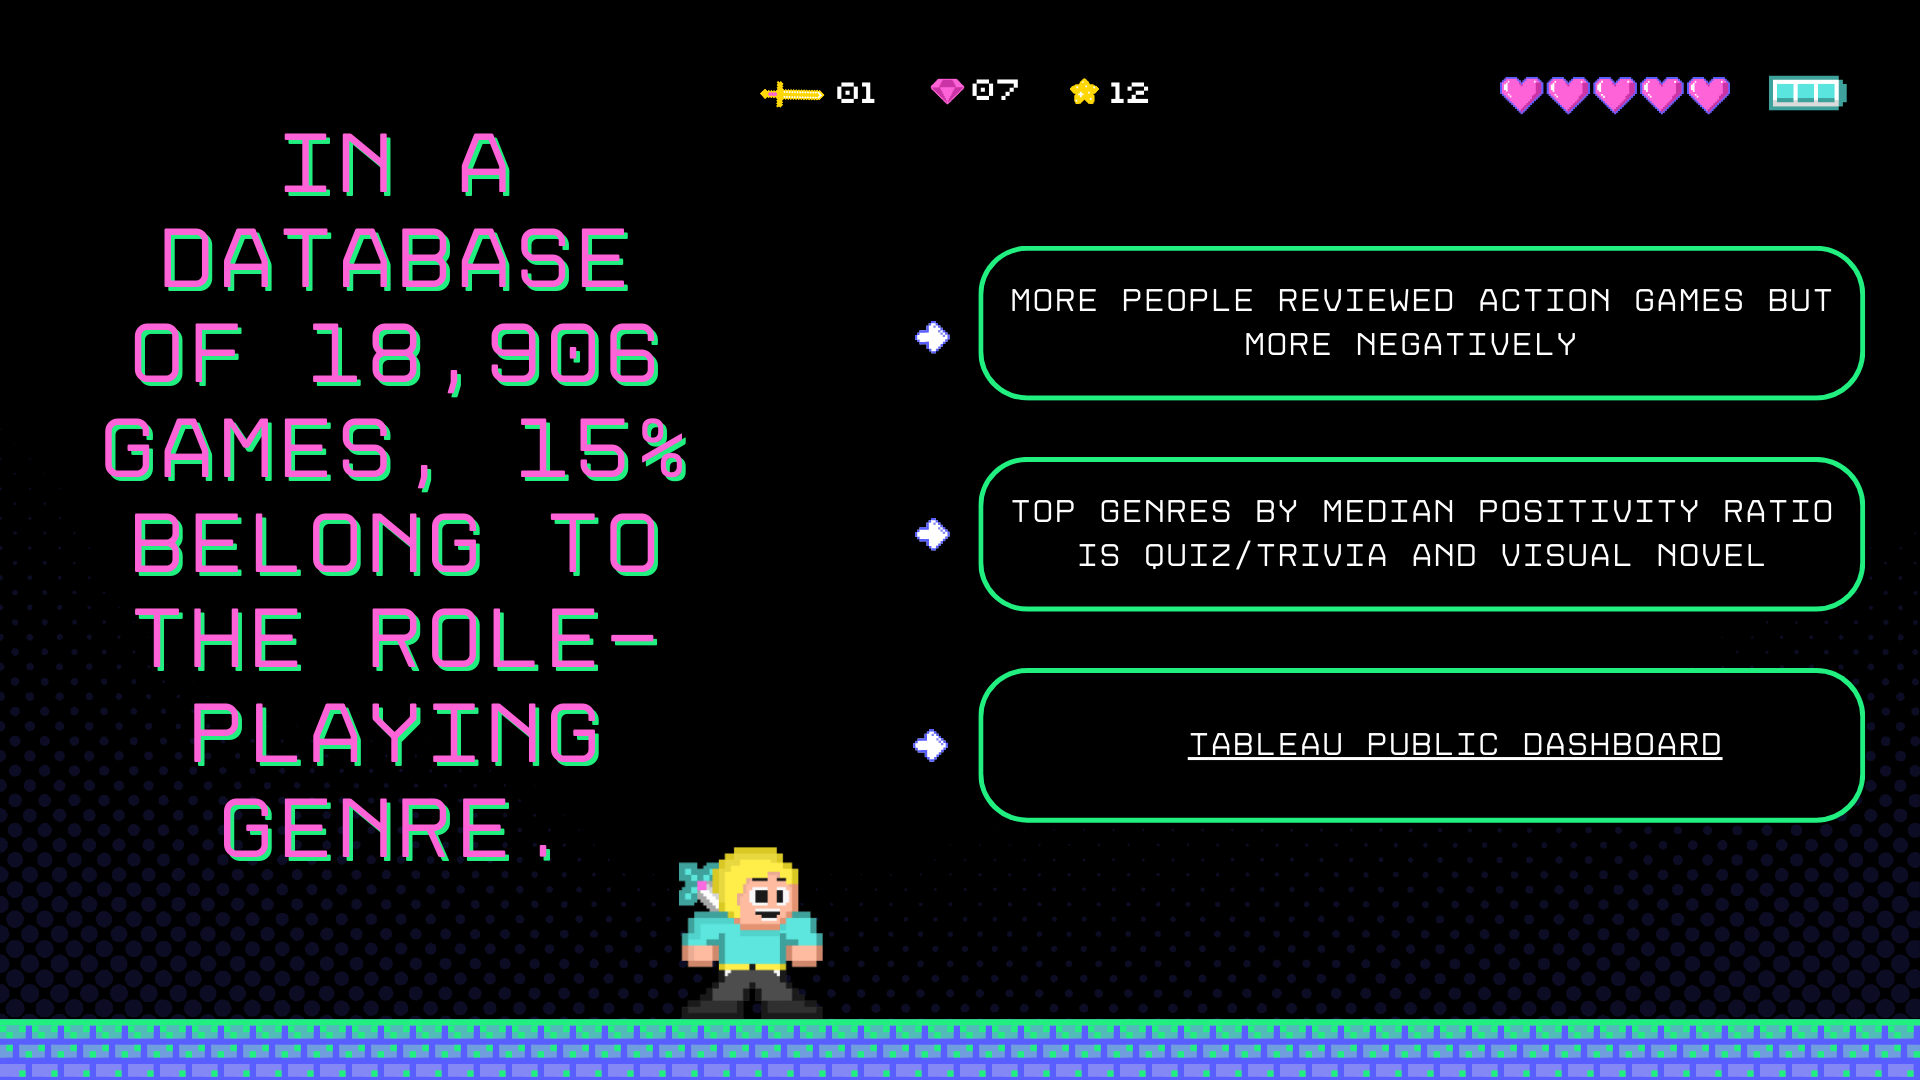 01 07 12
IN A
DATABASE
OF 18,906
GAMES, 15%
BELONG TO
THE ROLE-
PLAYING
GENRE.
MORE PEOPLE REVIEWED ACTION GAMES BUT
MORE NEGATIVELY
TOP GENRES BY MEDIAN POSITIVITY RATIO
IS QUIZ/TRIVIA AND VISUAL NOVEL
TABLEAU PUBLIC DASHBOARD